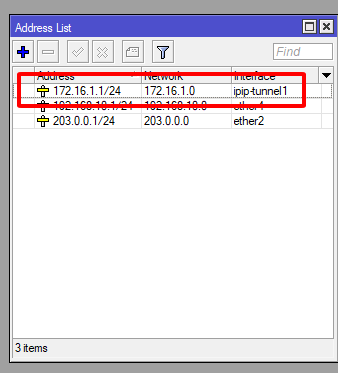 Address List
Find
Address Network Interface
172.16.1.1/24 172.16.1.0 ipip-tunnel1
192.168.10.1/24 192.168.10.0 ether4
203.0.0.1/24 203.0.0.0 ether2
3 items